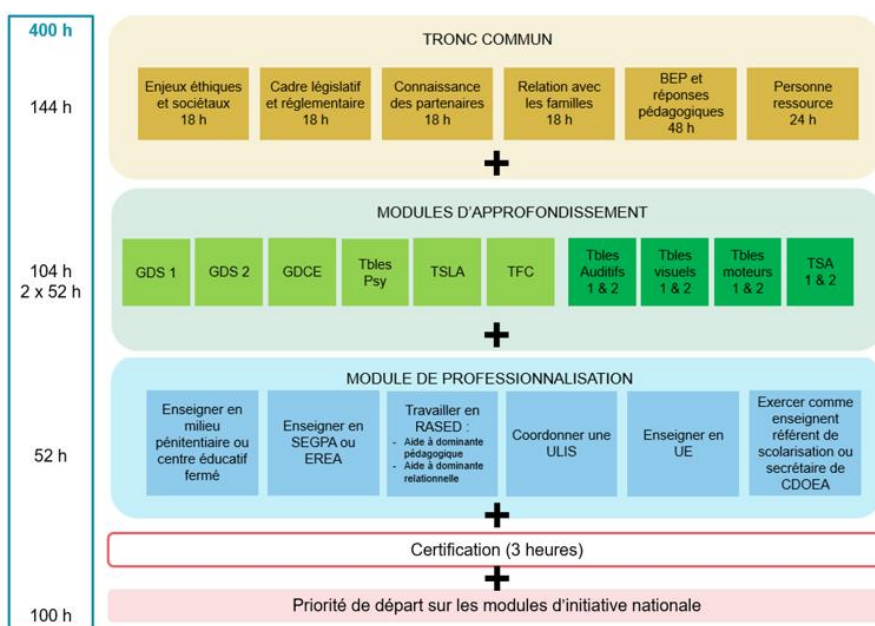 400 h
TRONC COMMUN
144 h
Enjeux éthiques
et sociétaux
18 h
Cadre législatif
et réglementaire
18 h
Connaissance
des partenaires
18 h
Relation avec
les familles
18 h
BEP et
réponses
pédagogiques
48 h
Personne
ressource
24 h
+
MODULES D'APPROFONDISSEMENT
104 h
2 x 52 h
GDS 1
GDS 2
GDCE
Tbles
Psy
TSLA
TFC
Tbles
Auditifs
1 & 2
Tbles
visuels
1 & 2
Tbles
moteurs
1 & 2
TSA
1 & 2
+
MODULE DE PROFESSIONNALISATION
52 h
Enseigner en
milieu
pénitentiaire ou
centre éducatif
fermé
Enseigner en
SEGPA ou
EREA
Travailler en
RASED :
- Aide à dominante
pédagogique
- Aide à dominante
relationnelle
Coordonner une
ULIS
Enseigner en
UE
Exercer comme
enseignent
référent de
scolarisation ou
secrétaire de
CDOEA
+
Certification (3 heures)
+
100 h
Priorité de départ sur les modules d'initiative nationale